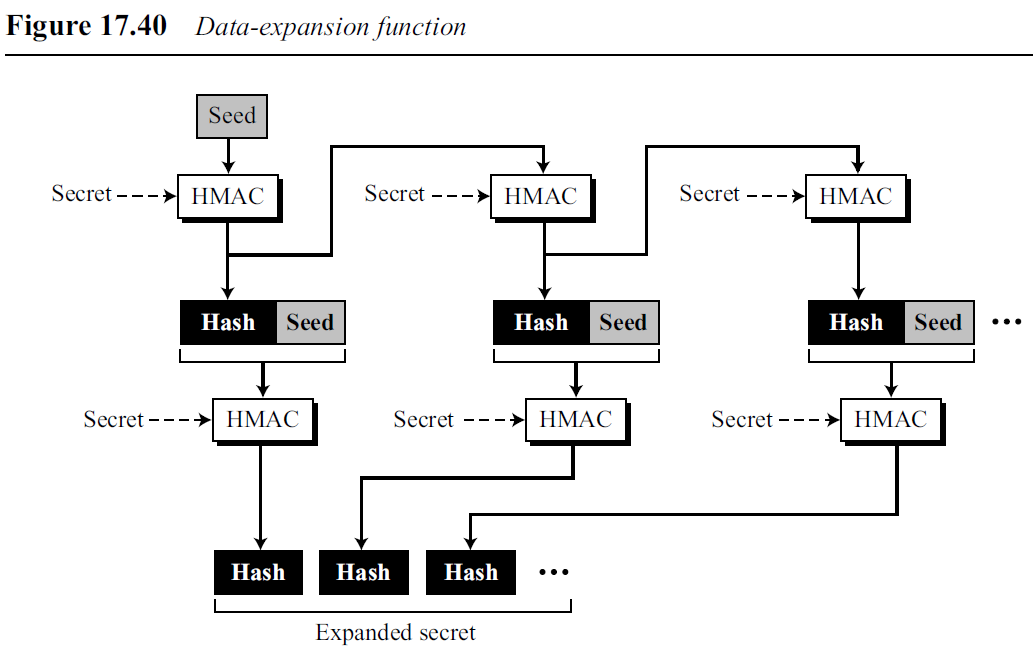 Figure 17.40 Data-expansion function
Seed
Secret HMAC Secret HMAC Secret HMAC
Hash Seed Hash Seed Hash Seed ...
Secret HMAC Secret HMAC Secret HMAC
Hash Hash Hash ...
Expanded secret